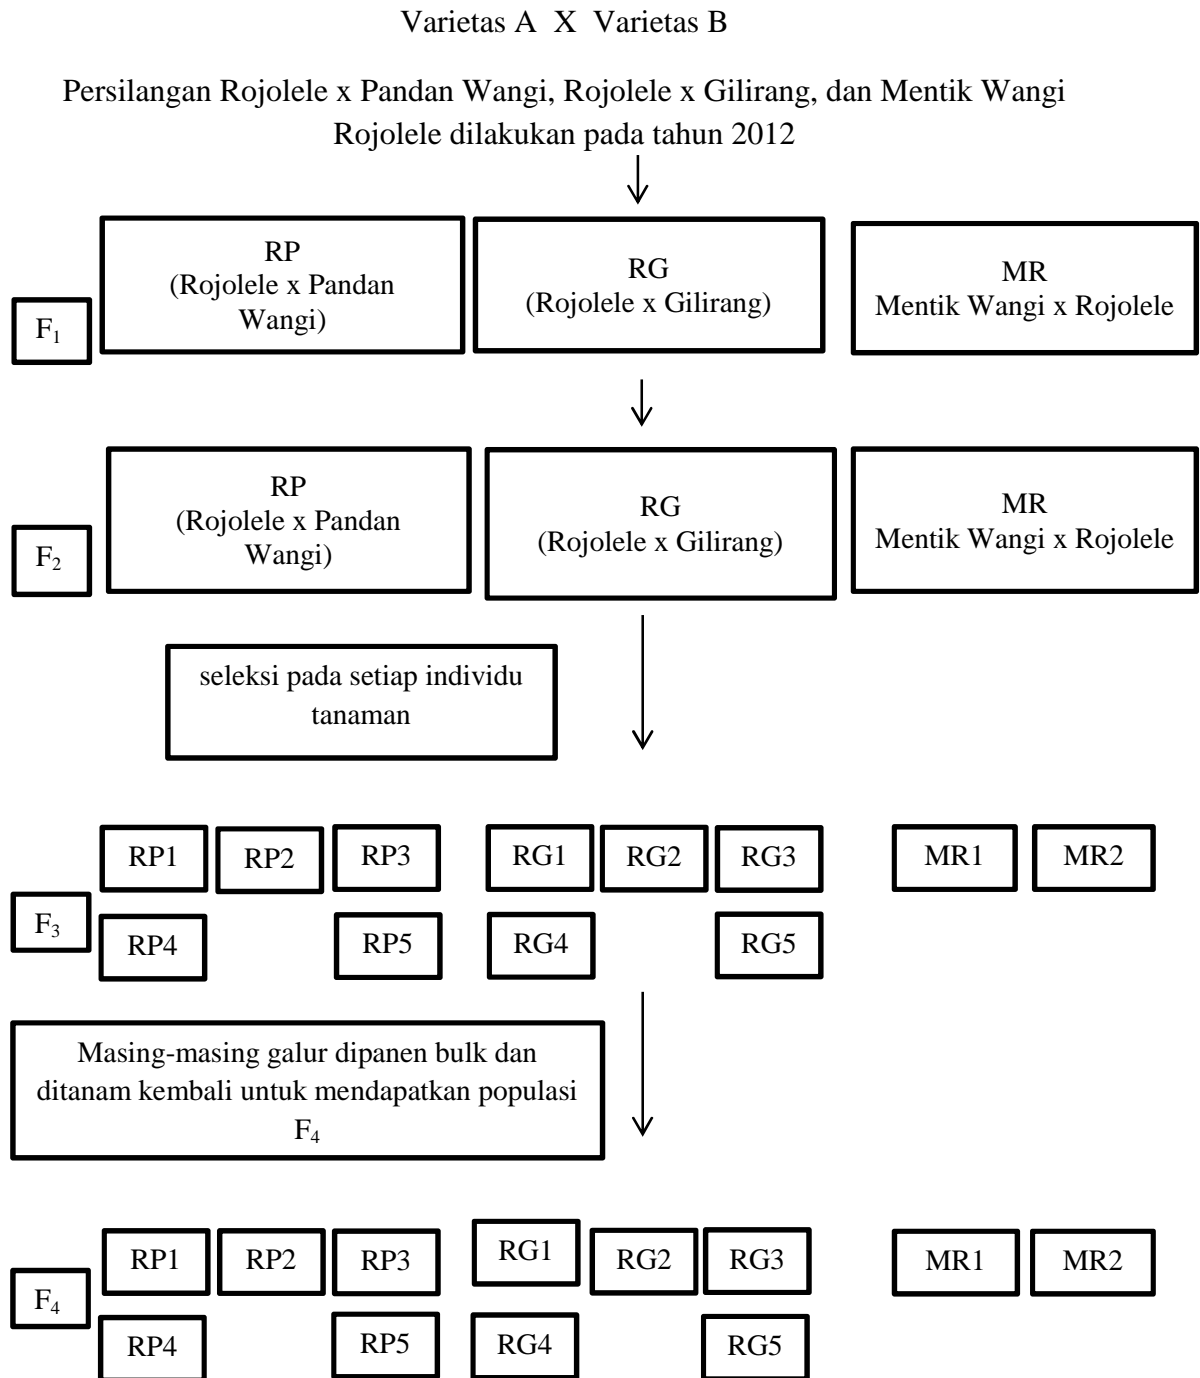 Varietas A X Varietas B
Persilangan Rojolele x Pandan Wangi, Rojolele x Gilirang, dan Mentik Wangi
Rojolele dilakukan pada tahun 2012
F₁
RP
(Rojolele x Pandan
Wangi)
RG
(Rojolele x Gilirang)
MR
Mentik Wangi x Rojolele
F₂
RP
(Rojolele x Pandan
Wangi)
RG
(Rojolele x Gilirang)
MR
Mentik Wangi x Rojolele
seleksi pada setiap individu
tanaman
F₃
RP1 RP2 RP3 RG1 RG2 RG3 MR1 MR2
RP4 RP5 RG4 RG5
Masing-masing galur dipanen bulk dan
ditanam kembali untuk mendapatkan populasi
F₄
F₄
RP1 RP2 RP3 RG1 RG2 RG3 MR1 MR2
RP4 RP5 RG4 RG5